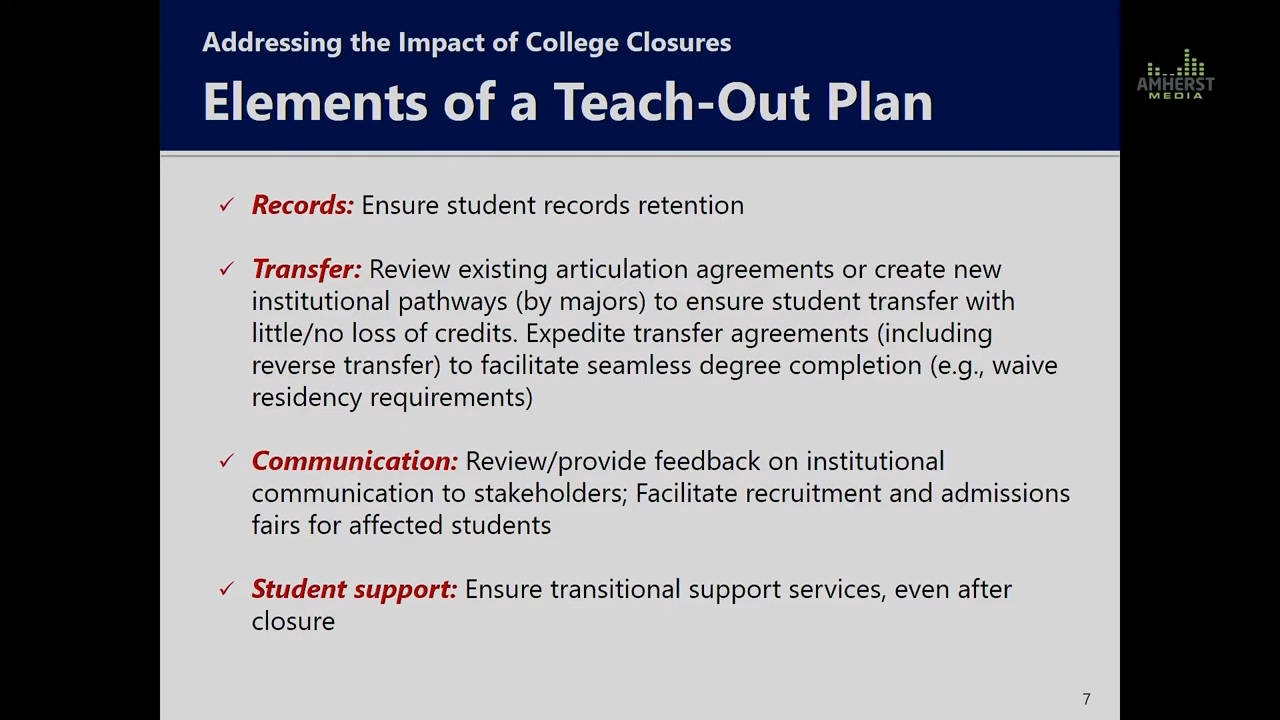 Addressing the Impact of College Closures
Elements of a Teach-Out Plan
AMHERST
MEDIA
✓ Records: Ensure student records retention
✓ Transfer: Review existing articulation agreements or create new
institutional pathways (by majors) to ensure student transfer with
little/no loss of credits. Expedite transfer agreements (including
reverse transfer) to facilitate seamless degree completion (e.g., waive
residency requirements)
✓ Communication: Review/provide feedback on institutional
communication to stakeholders; Facilitate recruitment and admissions
fairs for affected students
✓ Student support: Ensure transitional support services, even after
closure
7